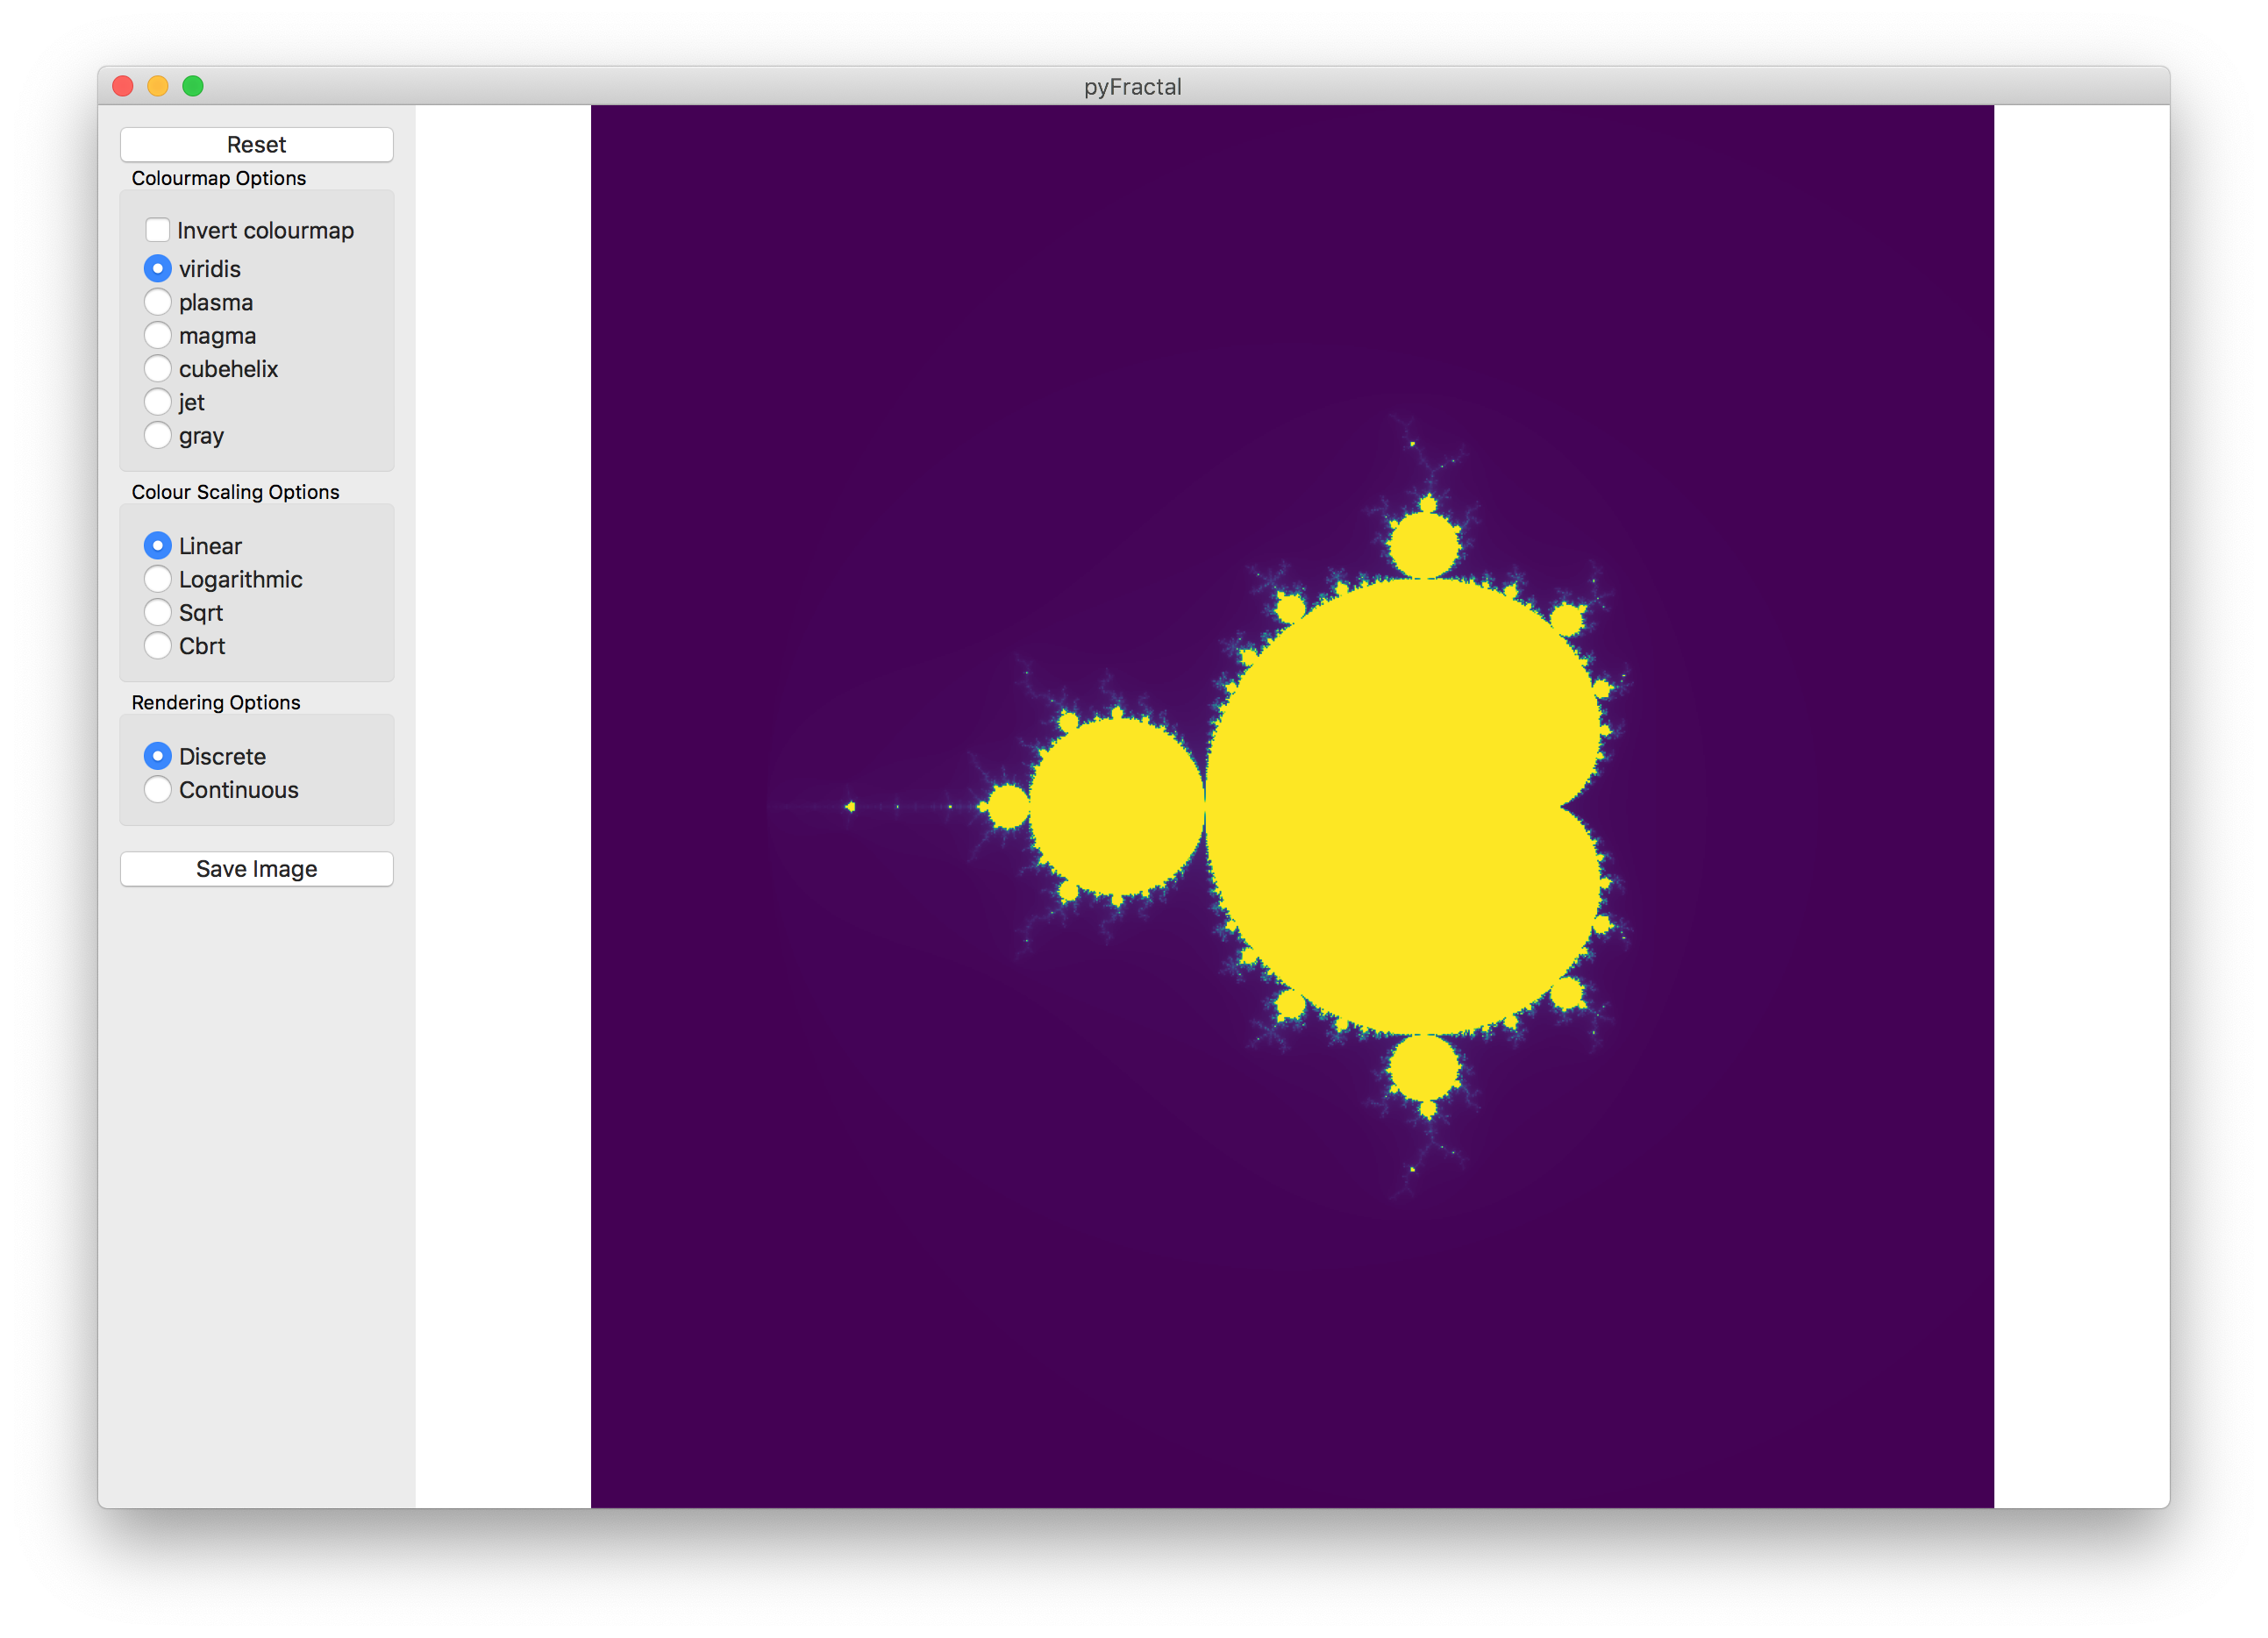 pyFractal
Reset
Colourmap Options
Invert colourmap
viridis
plasma
magma
cubehelix
jet
gray
Colour Scaling Options
Linear
Logarithmic
Sqrt
Cbrt
Rendering Options
Discrete
Continuous
Save Image